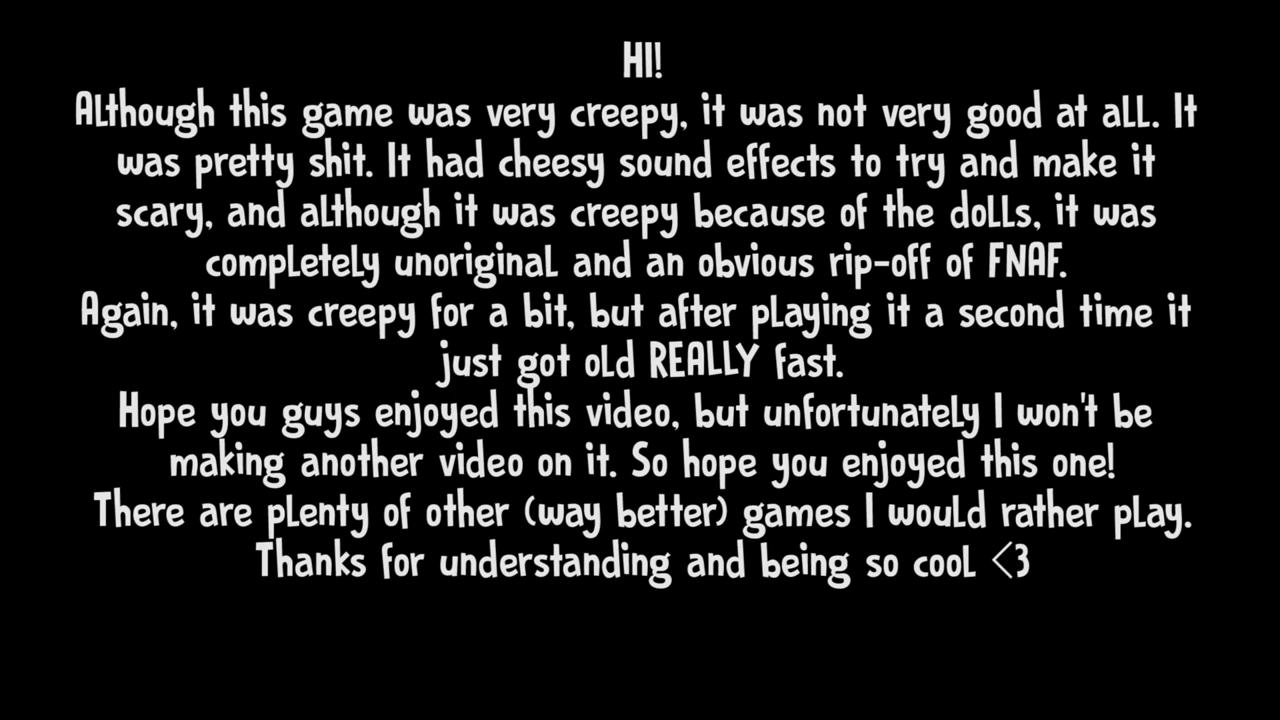 HI!
Although this game was very creepy, it was not very good at all. It
was pretty shit. It had cheesy sound effects to try and make it
scary, and although it was creepy because of the dolls, it was
completely unoriginal and an obvious rip-off of FNAF.
Again, it was creepy for a bit, but after playing it a second time it
just got old REALLY fast.
Hope you guys enjoyed this video, but unfortunately I won't be
making another video on it. So hope you enjoyed this one!
There are plenty of other (way better) games I would rather play.
Thanks for understanding and being so cool <3